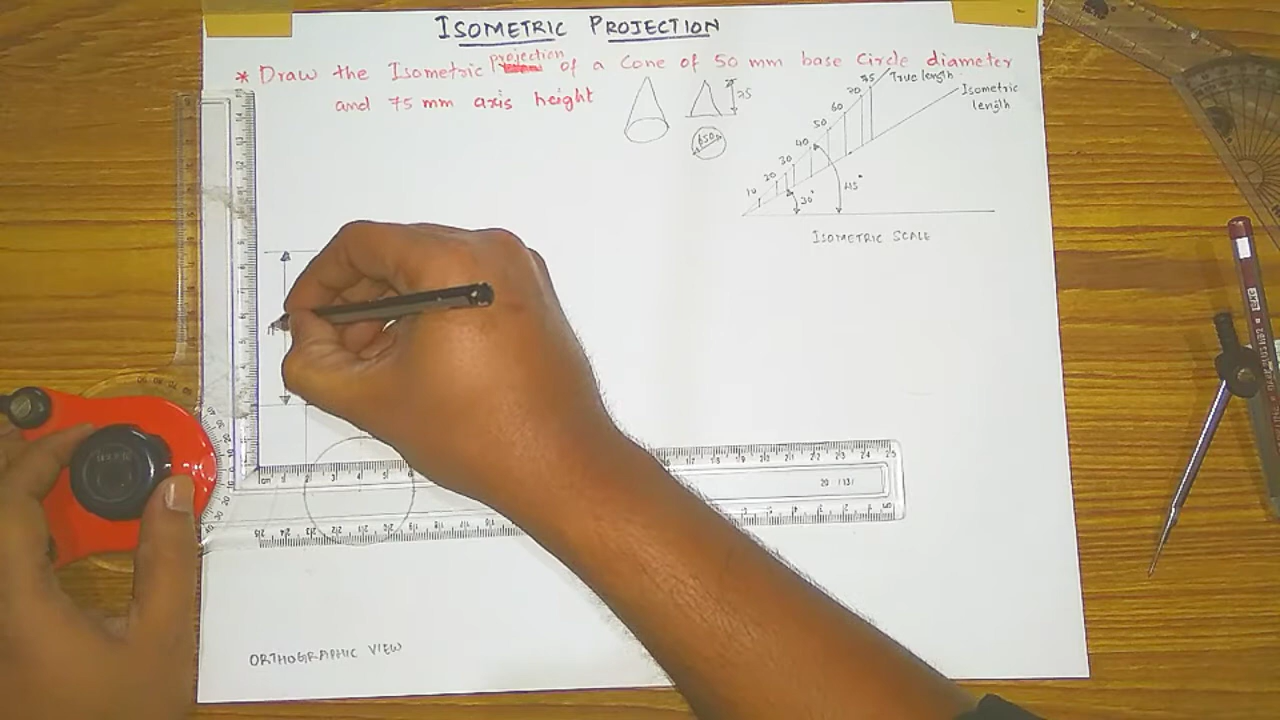 ISOMETRIC PROJECTION
* Draw the Isometric projection of a Cone of 50 mm base Circle diameter
and 75 mm axis height
75
ø50
10 20 30 40 50 60 70 75
True length
Isometric
length
30°
45°
ISOMETRIC SCALE
ORTHOGRAPHIC VIEW